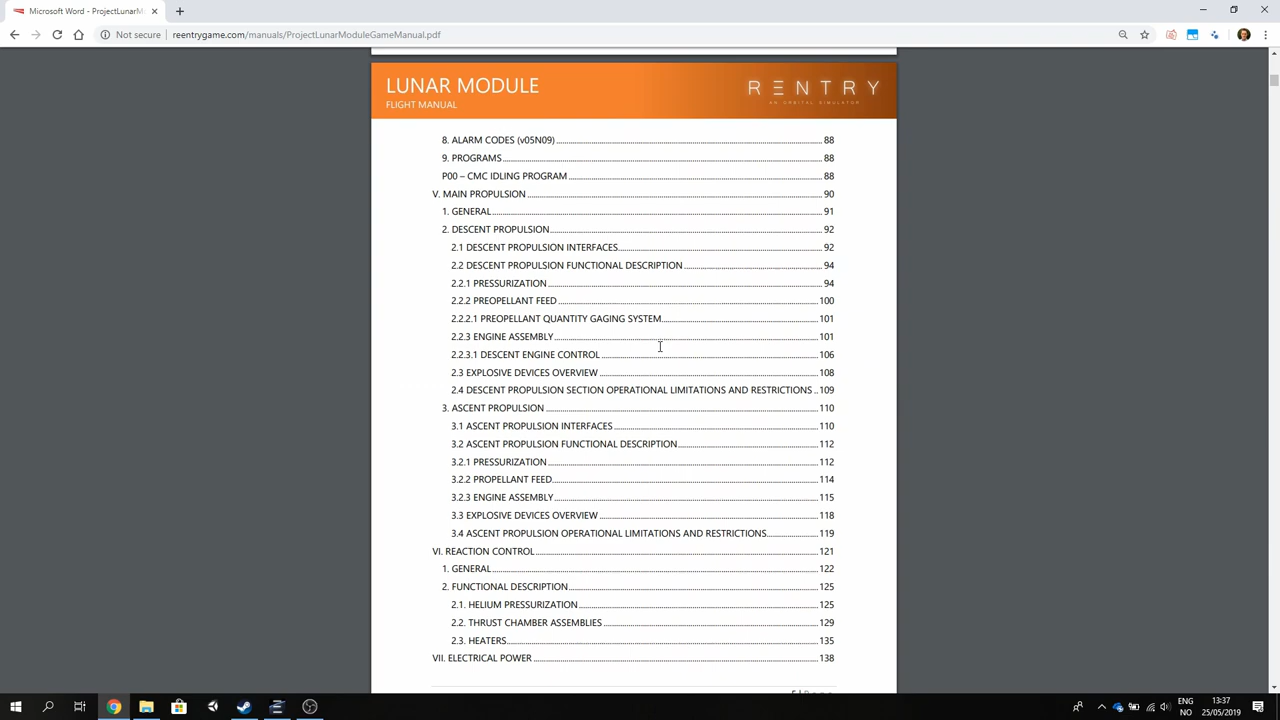 Microsoft Word - ProjectLunarM
Not secure reentrygame.com/manuals/ProjectLunarModuleGameManual.pdf
LUNAR MODULE
FLIGHT MANUAL
RENTRY
AN ORBITAL SIMULATOR
8. ALARM CODES (v05N09) 88
9. PROGRAMS 88
P00 – CMC IDLING PROGRAM 88
V. MAIN PROPULSION 90
1. GENERAL 91
2. DESCENT PROPULSION 92
2.1 DESCENT PROPULSION INTERFACES 92
2.2 DESCENT PROPULSION FUNCTIONAL DESCRIPTION 94
2.2.1 PRESSURIZATION 94
2.2.2 PREOPELLANT FEED 100
2.2.2.1 PREOPELLANT QUANTITY GAGING SYSTEM 101
2.2.3 ENGINE ASSEMBLY 101
2.2.3.1 DESCENT ENGINE CONTROL 106
2.3 EXPLOSIVE DEVICES OVERVIEW 108
2.4 DESCENT PROPULSION SECTION OPERATIONAL LIMITATIONS AND RESTRICTIONS 109
3. ASCENT PROPULSION 110
3.1 ASCENT PROPULSION INTERFACES 110
3.2 ASCENT PROPULSION FUNCTIONAL DESCRIPTION 112
3.2.1 PRESSURIZATION 112
3.2.2 PROPELLANT FEED 114
3.2.3 ENGINE ASSEMBLY 115
3.3 EXPLOSIVE DEVICES OVERVIEW 118
3.4 ASCENT PROPULSION OPERATIONAL LIMITATIONS AND RESTRICTIONS 119
VI. REACTION CONTROL 121
1. GENERAL 122
2. FUNCTIONAL DESCRIPTION 125
2.1. HELIUM PRESSURIZATION 125
2.2. THRUST CHAMBER ASSEMBLIES 129
2.3. HEATERS 135
VII. ELECTRICAL POWER 138
ENG
NO
13:37
25/05/2019